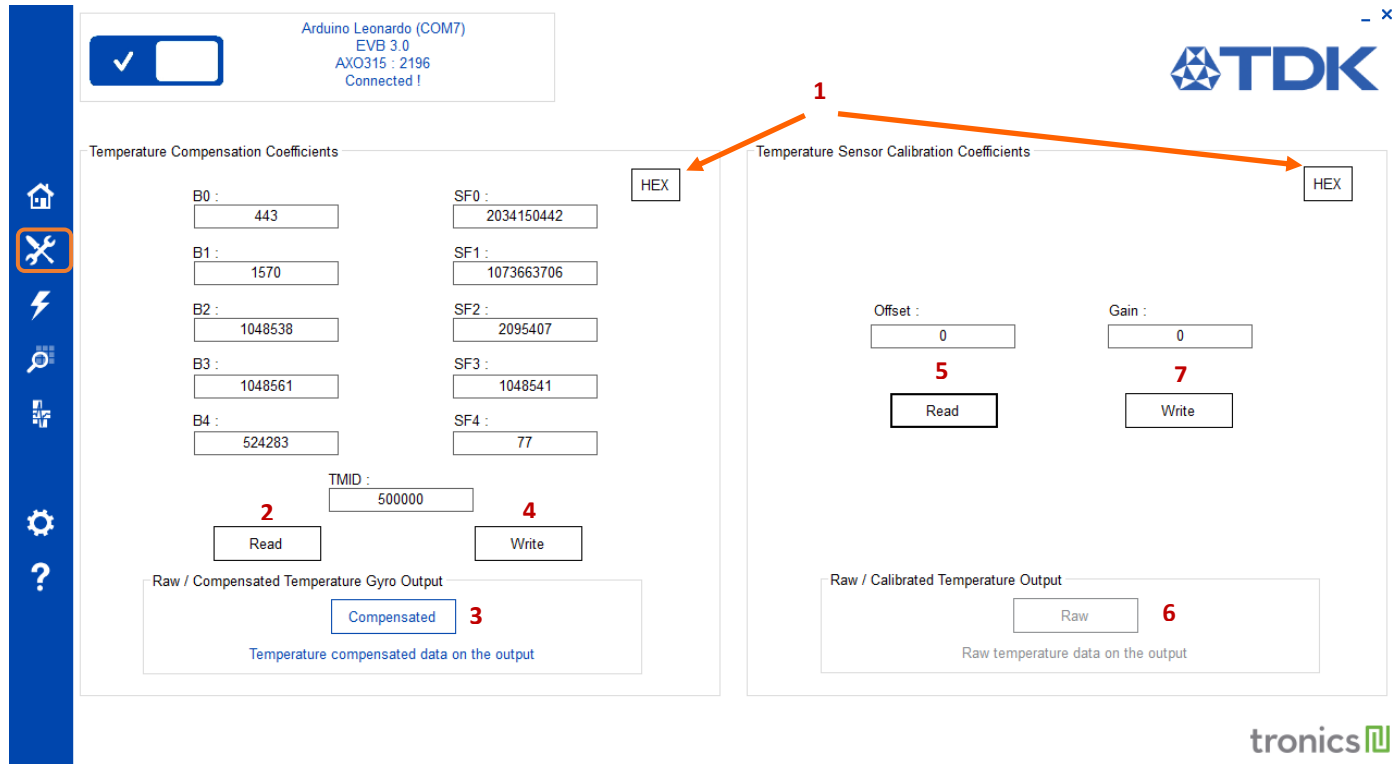 Arduino Leonardo (COM7)
EVB 3.0
AXO315 : 2196
Connected !
TDK
1
Temperature Compensation Coefficients
HEX
B0 :
443
SF0 :
2034150442
B1 :
1570
SF1 :
1073663706
B2 :
1048538
SF2 :
2095407
B3 :
1048561
SF3 :
1048541
B4 :
524283
SF4 :
77
TMID :
500000
2
4
Read
Write
Raw / Compensated Temperature Gyro Output
Compensated
3
Temperature compensated data on the output
Temperature Sensor Calibration Coefficients
HEX
Offset :
0
Gain :
0
5
7
Read
Write
Raw / Calibrated Temperature Output
Raw
6
Raw temperature data on the output
?
tronics